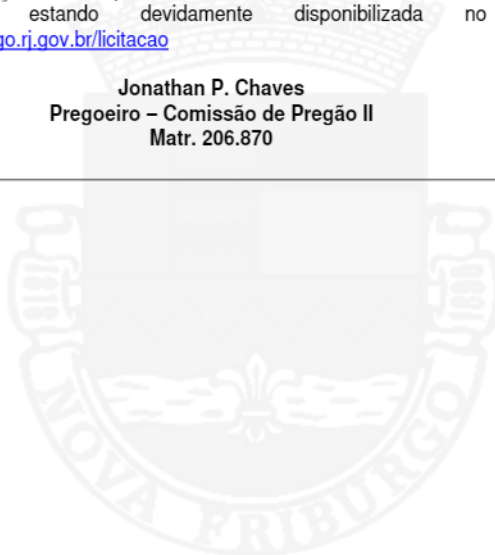 estando devidamente disponibilizada no
go.rj.gov.br/licitacao
Jonathan P. Chaves
Pregoeiro – Comissão de Pregão II
Matr. 206.870
NOVA FRIBURGO